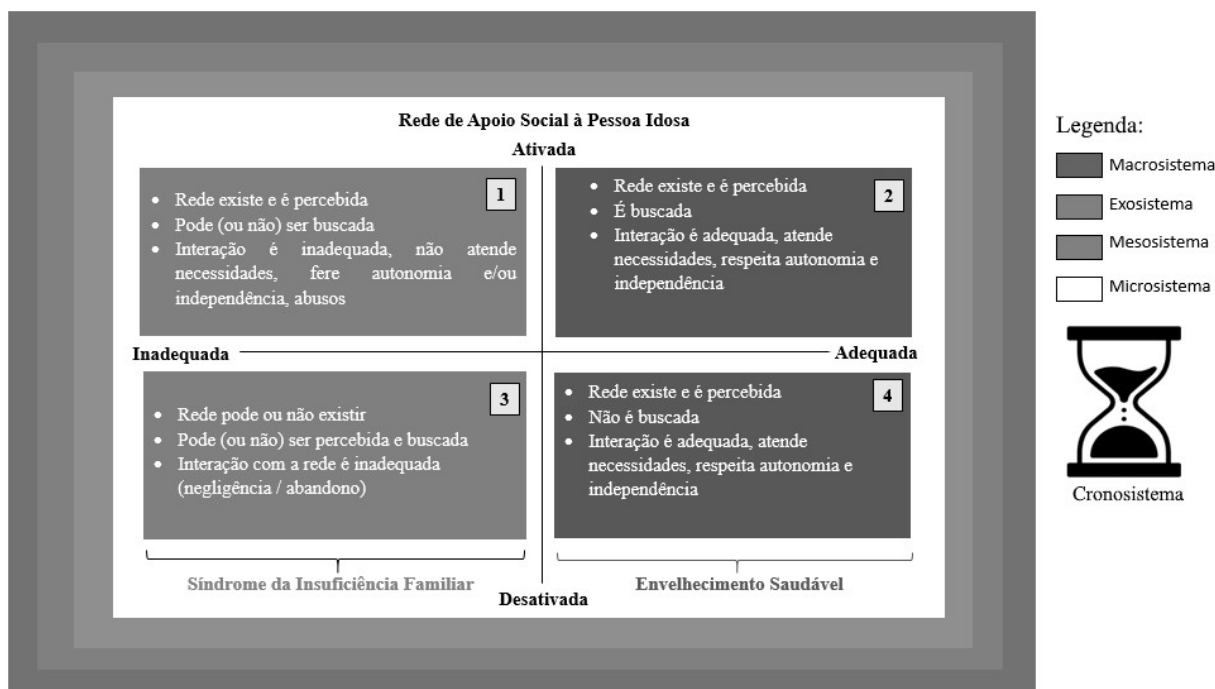 Rede de Apoio Social à Pessoa Idosa
Ativada
1
• Rede existe e é percebida
• Pode (ou não) ser buscada
• Interação é inadequada, não atende
necessidades, fere autonomia e/ou
independência, abusos
2
• Rede existe e é percebida
• É buscada
• Interação é adequada, atende
necessidades, respeita autonomia e
independência
Inadequada
Adequada
3
• Rede pode ou não existir
• Pode (ou não) ser percebida e buscada
• Interação com a rede é inadequada
(negligência / abandono)
4
• Rede existe e é percebida
• Não é buscada
• Interação é adequada, atende
necessidades, respeita autonomia e
independência
Síndrome da Insuficiência Familiar
Envelhecimento Saudável
Desativada
Legenda:
Macrosistema
Exosistema
Mesosistema
Microsistema
Cronosistema